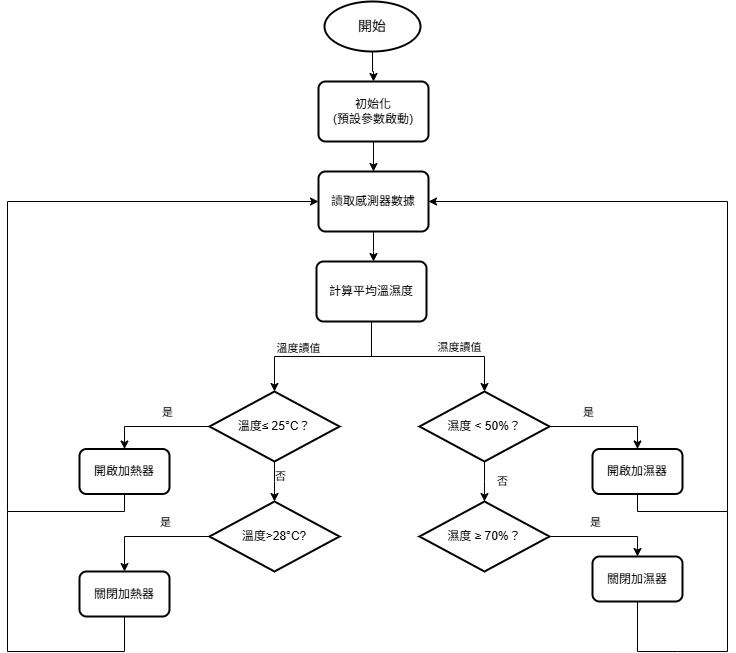 開始
初始化
(預設參數啟動)
讀取感測器數據
計算平均溫濕度
溫度讀值
濕度讀值
是
溫度≤ 25°C？
濕度 < 50%？
是
開啟加熱器
否
否
開啟加濕器
是
溫度>28°C?
濕度 ≥ 70%？
是
關閉加熱器
關閉加濕器